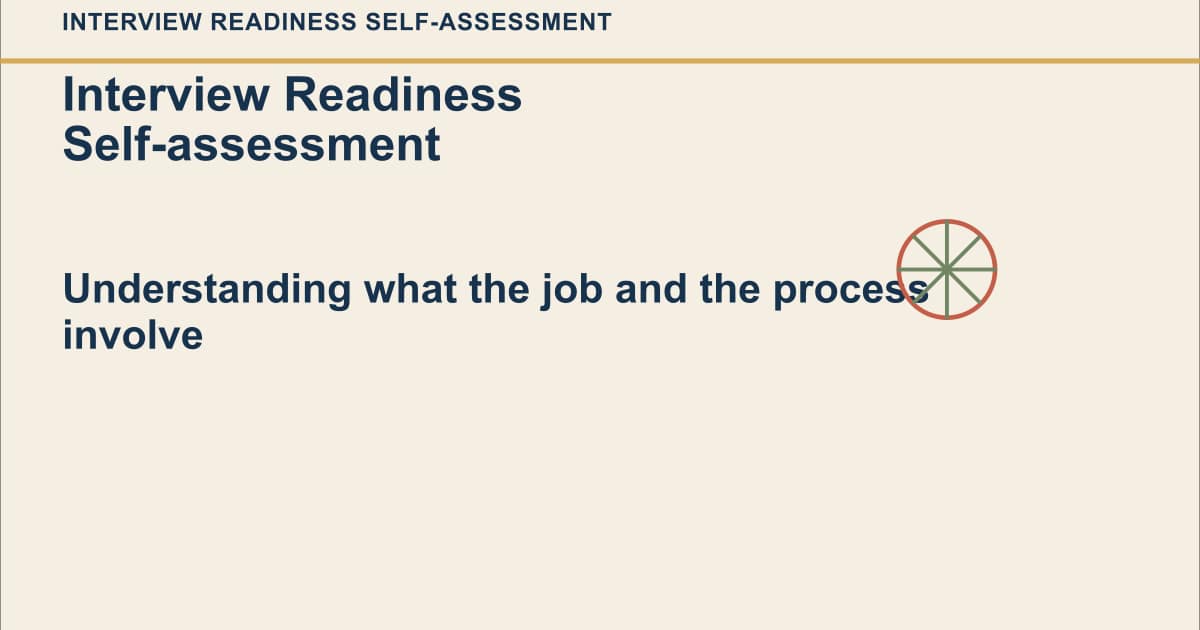 INTERVIEW READINESS SELF-ASSESSMENT
Interview Readiness
Self-assessment
Understanding what the job and the process
involve